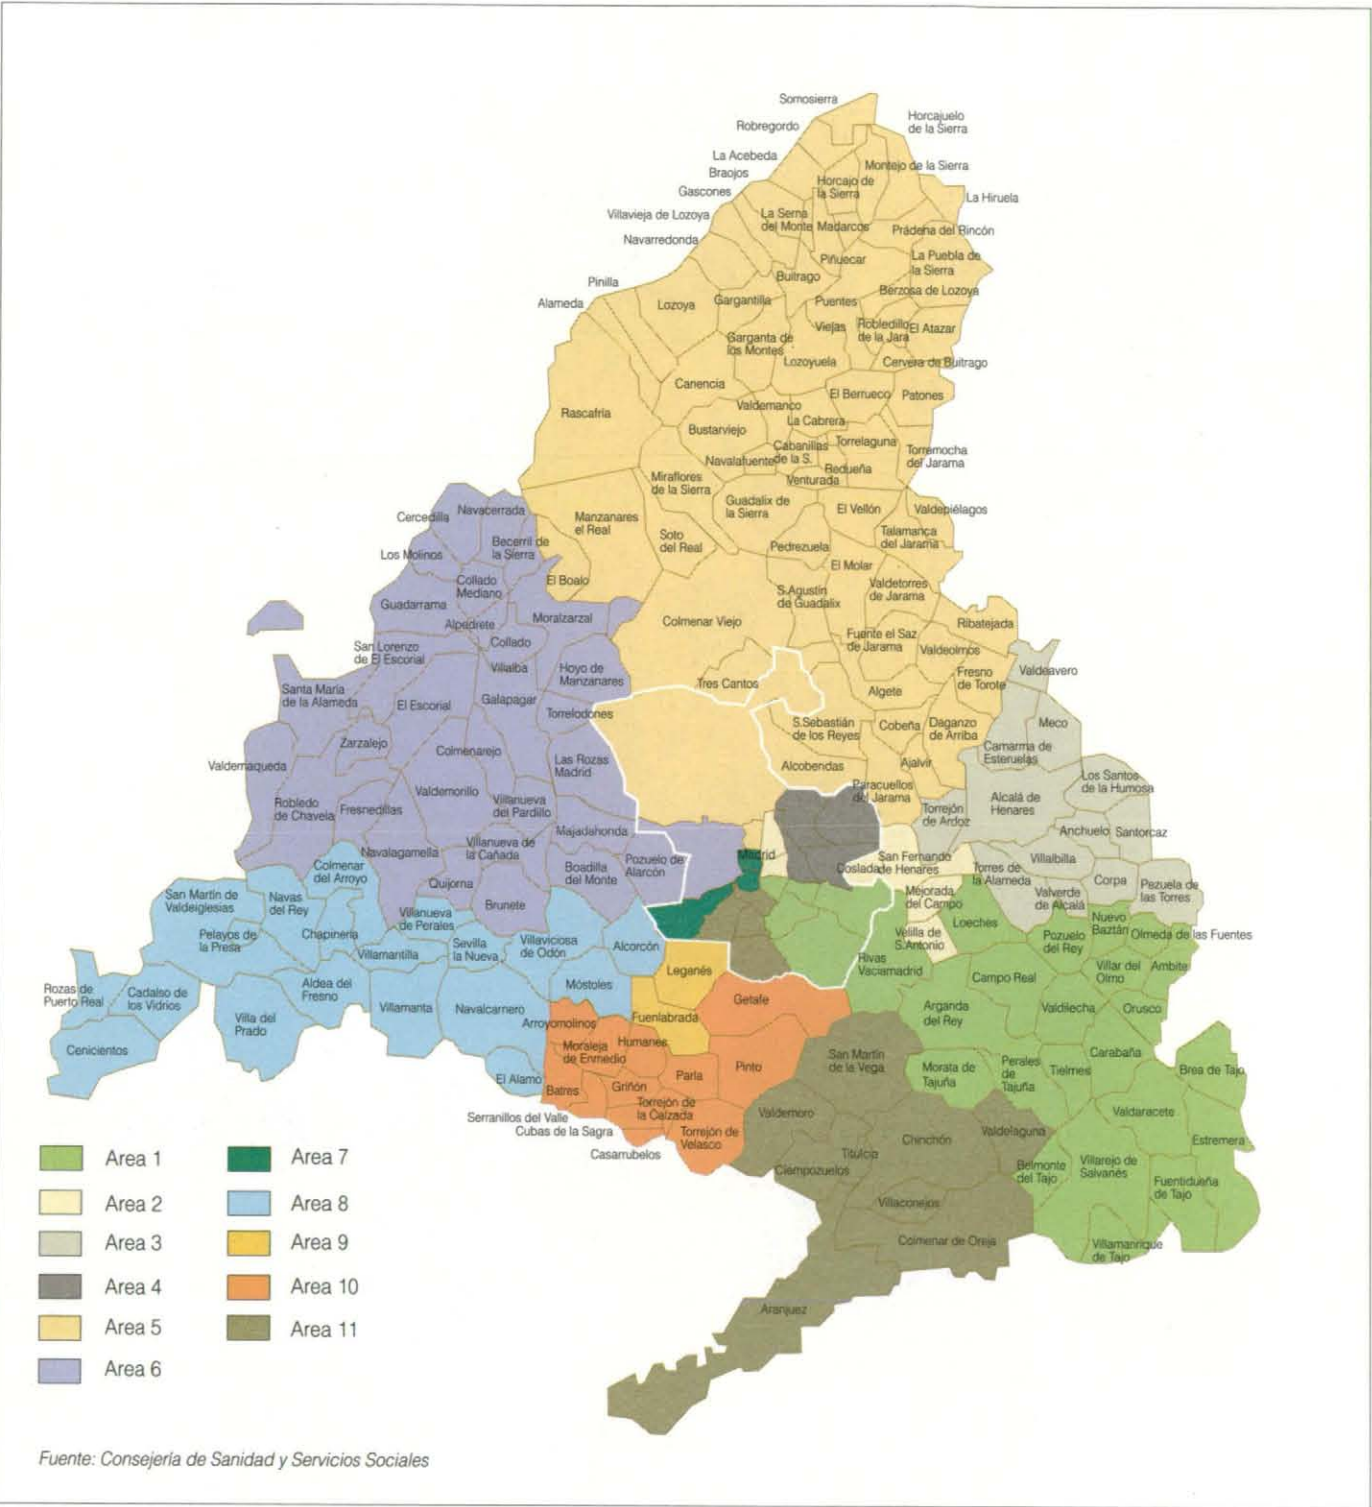 Somosierra
Horcajuelo
de la Sierra
Robregordo
La Acebeda
Montejo de la Sierra
Braojos
Horcajo de
la Sierra
Gascones
La Hiruela
Villavieja de Lozoya
La Serna
del Monte
Madarcos
Prádena del Rincón
Navarredonda
Piñuecar
La Puebla de
la Sierra
Buitrago
Pinilla
Berzosa de Lozoya
Alameda
Lozoya
Gargantilla
Puentes
Viejas
Robledillo
de la Jara
El Atazar
Garganta de
los Montes
Lozoyuela
Cervera de Buitrago
Canencia
El Berrueco
Patones
Valdemanco
Rascafría
La Cabrera
Bustarviejo
Cabanillas
de la S.
Torrelaguna
Torremocha
del Jarama
Navalafuente
Redueña
Miraflores
de la Sierra
Venturada
Guadalix de
la Sierra
El Vellón
Valdepiélagos
Cercedilla
Navacerrada
Manzanares
el Real
Soto
del Real
Talamanca
del Jarama
Los Molinos
Becerril de
la Sierra
Pedrezuela
El Molar
Collado
Mediano
El Boalo
S.Agustín
de Guadalix
Valdetorres
de Jarama
Guadarrama
Alpedrete
Moralzarzal
Colmenar Viejo
Ribatejada
San Lorenzo
de El Escorial
Collado
Villalba
Fuente el Saz
de Jarama
Valdeolmos
Hoyo de
Manzanares
Fresno
de Torote
Valdeavero
Santa María
de la Alameda
El Escorial
Galapagar
Tres Cantos
Algete
Torrelodones
S.Sebastián
de los Reyes
Cobeña
Daganzo
de Arriba
Meco
Zarzalejo
Colmenarejo
Camarma de
Esteruelas
Valdemaqueda
Las Rozas
Madrid
Alcobendas
Ajalvir
Los Santos
de la Humosa
Robledo
de Chavela
Fresnedillas
Valdemorillo
Villanueva
del Pardillo
Paracuellos
del Jarama
Torrejón
de Ardoz
Alcalá de
Henares
Majadahonda
Anchuelo
Santorcaz
Navalagamella
Villanueva de
la Cañada
Madrid
Coslada
San Fernando
de Henares
Villalbilla
Colmenar
del Arroyo
Boadilla
del Monte
Pozuelo de
Alarcón
Torres de
la Alameda
Corpa
Pezuela de
las Torres
San Martín de
Valdeiglesias
Navas
del Rey
Quijorna
Brunete
Mejorada
del Campo
Valverde
de Alcalá
Villanueva
de Perales
Loeches
Nuevo
Baztán
Olmeda de las Fuentes
Pelayos de
la Presa
Chapinería
Villamantilla
Sevilla
la Nueva
Villaviciosa
de Odón
Alcorcón
Velilla de
S.Antonio
Pozuelo
del Rey
Rivas
Vaciamadrid
Villar del
Olmo
Ambite
Rozas de
Puerto Real
Cadalso de
los Vidrios
Aldea del
Fresno
Móstoles
Leganés
Campo Real
Villa del
Prado
Villamanta
Navalcarnero
Getafe
Arganda
del Rey
Valdilecha
Orusco
Arroyomolinos
Fuenlabrada
Cenicientos
Moraleja
de Enmedio
Humanes
San Martín
de la Vega
Carabaña
El Alamo
Batres
Griñón
Parla
Pinto
Morata de
Tajuña
Perales
de
Tajuña
Tielmes
Brea de Tajo
Serranillos del Valle
Torrejón de
la Calzada
Valdemoro
Valdaracete
Cubas de la Sagra
Torrejón de
Velasco
Chinchón
Valdelaguna
Estremera
Casarrubelos
Titulcia
Ciempozuelos
Belmonte
del Tajo
Villarejo de
Salvanés
Fuentidueña
de Tajo
Villaconejos
Colmenar de Oreja
Villamanrique
de Tajo
Aranjuez
Area 1
Area 2
Area 3
Area 4
Area 5
Area 6
Area 7
Area 8
Area 9
Area 10
Area 11
Fuente: Consejería de Sanidad y Servicios Sociales